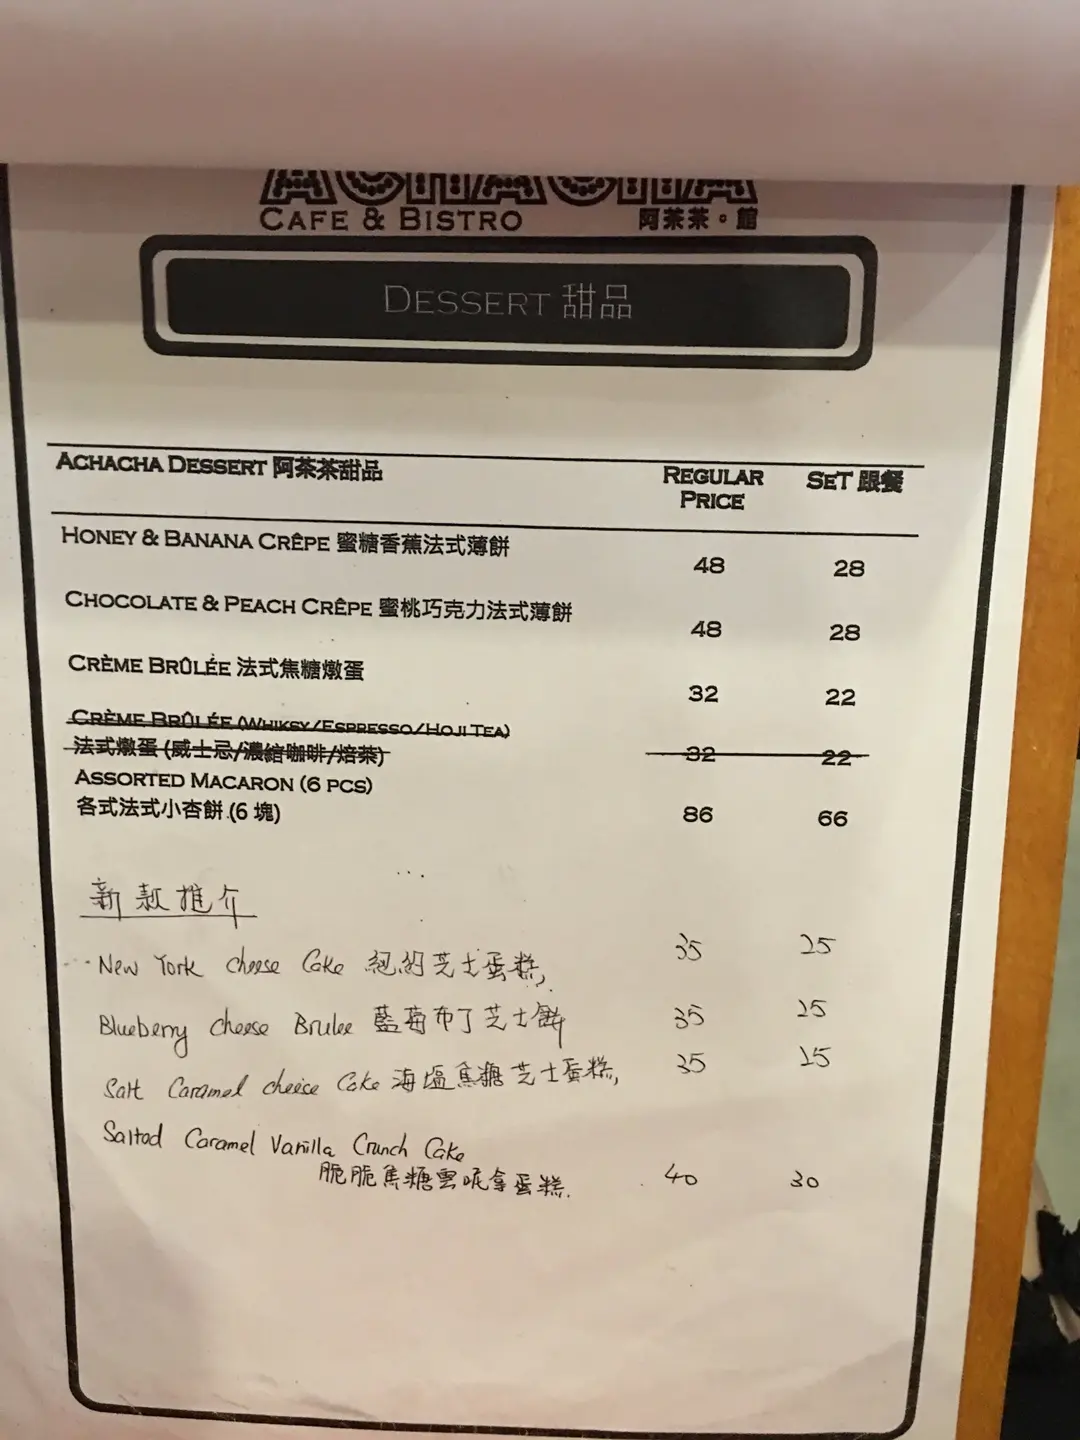 ACHACHA
CAFE & BISTRO 阿茶茶。館
DESSERT 甜品
ACHACHA DESSERT 阿茶茶甜品 REGULAR PRICE SET 跟餐
HONEY & BANANA CRÊPE 蜜糖香蕉法式薄餅 48 28
CHOCOLATE & PEACH CRÊPE 蜜桃巧克力法式薄餅 48 28
CRÈME BRÛLÉE 法式焦糖燉蛋 32 22
CRÈME BRÛLÉE (WHIKSY/ESPRESSO/HOJI TEA)
法式燉蛋 (威士忌/濃縮咖啡/焙茶) 32 22
ASSORTED MACARON (6 PCS)
各式法式小杏餅 (6 塊) 86 66
新款推介
New York cheese Cake 紐約芝士蛋糕 35 25
Blueberry cheese Brulee 藍莓布丁芝士餅 35 25
Salt Caramel cheese Cake 海塩焦糖芝士蛋糕 35 25
Salted Caramel Vanilla Crunch Cake
脆脆焦糖雲呢拿蛋糕. 40 30